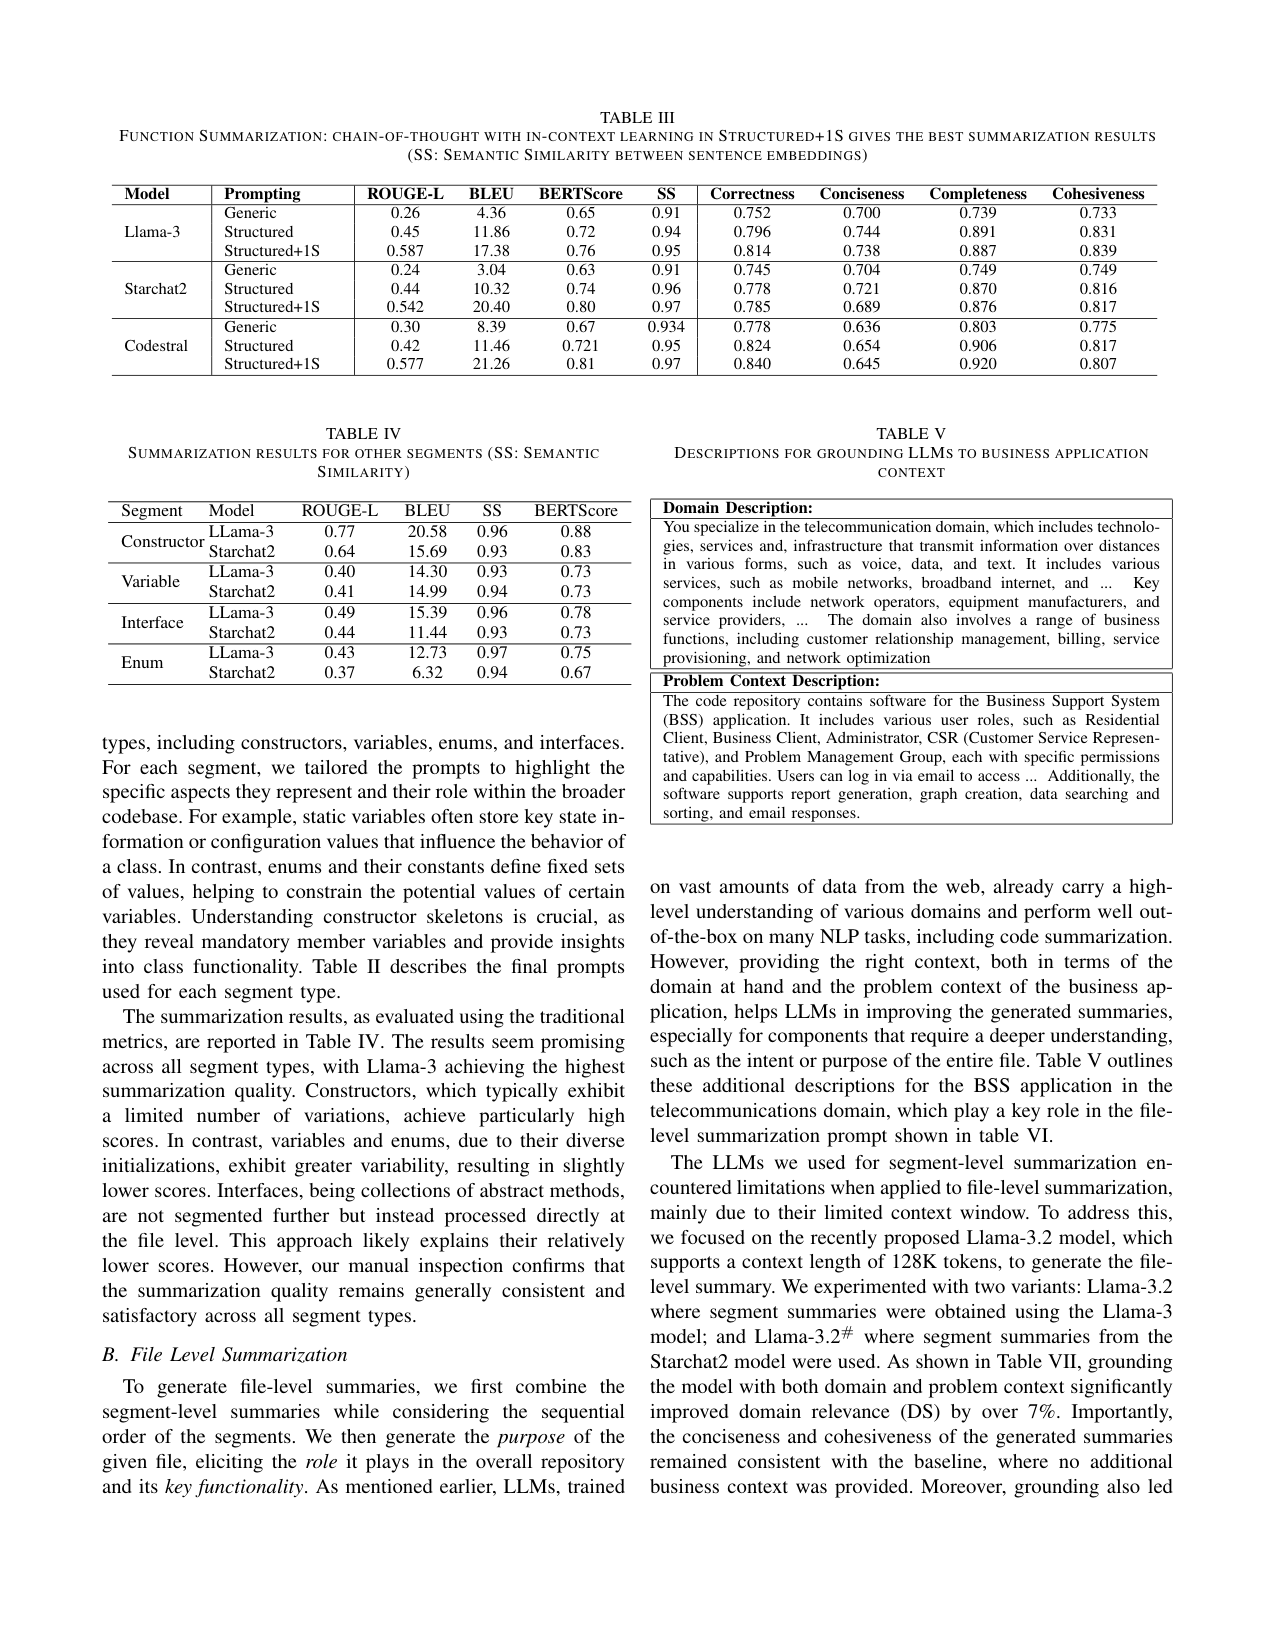 TABLE III
FUNCTION SUMMARIZATION: CHAIN-OF-THOUGHT WITH IN-CONTEXT LEARNING IN STRUCTURED+1S GIVES THE BEST SUMMARIZATION RESULTS
(SS: SEMANTIC SIMILARITY BETWEEN SENTENCE EMBEDDINGS)
Model Prompting ROUGE-L BLEU BERTScore SS Correctness Conciseness Completeness Cohesiveness
Generic 0.26 4.36 0.65 0.91 0.752 0.700 0.739 0.733
Llama-3 Structured 0.45 11.86 0.72 0.94 0.796 0.744 0.891 0.831
Structured+1S 0.587 17.38 0.76 0.95 0.814 0.738 0.887 0.839
Generic 0.24 3.04 0.63 0.91 0.745 0.704 0.749 0.749
Starchat2 Structured 0.44 10.32 0.74 0.96 0.778 0.721 0.870 0.816
Structured+1S 0.542 20.40 0.80 0.97 0.785 0.689 0.876 0.817
Generic 0.30 8.39 0.67 0.934 0.778 0.636 0.803 0.775
Codestral Structured 0.42 11.46 0.721 0.95 0.824 0.654 0.906 0.817
Structured+1S 0.577 21.26 0.81 0.97 0.840 0.645 0.920 0.807
TABLE IV
SUMMARIZATION RESULTS FOR OTHER SEGMENTS (SS: SEMANTIC
SIMILARITY)
Segment Model ROUGE-L BLEU SS BERTScore
Constructor LLama-3 0.77 20.58 0.96 0.88
Starchat2 0.64 15.69 0.93 0.83
Variable LLama-3 0.40 14.30 0.93 0.73
Starchat2 0.41 14.99 0.94 0.73
Interface LLama-3 0.49 15.39 0.96 0.78
Starchat2 0.44 11.44 0.93 0.73
Enum LLama-3 0.43 12.73 0.97 0.75
Starchat2 0.37 6.32 0.94 0.67
types, including constructors, variables, enums, and interfaces.
For each segment, we tailored the prompts to highlight the
specific aspects they represent and their role within the broader
codebase. For example, static variables often store key state in-
formation or configuration values that influence the behavior of
a class. In contrast, enums and their constants define fixed sets
of values, helping to constrain the potential values of certain
variables. Understanding constructor skeletons is crucial, as
they reveal mandatory member variables and provide insights
into class functionality. Table II describes the final prompts
used for each segment type.
The summarization results, as evaluated using the traditional
metrics, are reported in Table IV. The results seem promising
across all segment types, with Llama-3 achieving the highest
summarization quality. Constructors, which typically exhibit
a limited number of variations, achieve particularly high
scores. In contrast, variables and enums, due to their diverse
initializations, exhibit greater variability, resulting in slightly
lower scores. Interfaces, being collections of abstract methods,
are not segmented further but instead processed directly at
the file level. This approach likely explains their relatively
lower scores. However, our manual inspection confirms that
the summarization quality remains generally consistent and
satisfactory across all segment types.
B. File Level Summarization
To generate file-level summaries, we first combine the
segment-level summaries while considering the sequential
order of the segments. We then generate the purpose of the
given file, eliciting the role it plays in the overall repository
and its key functionality. As mentioned earlier, LLMs, trained
TABLE V
DESCRIPTIONS FOR GROUNDING LLMS TO BUSINESS APPLICATION
CONTEXT
Domain Description:
You specialize in the telecommunication domain, which includes technolo-
gies, services and, infrastructure that transmit information over distances
in various forms, such as voice, data, and text. It includes various
services, such as mobile networks, broadband internet, and ... Key
components include network operators, equipment manufacturers, and
service providers, ... The domain also involves a range of business
functions, including customer relationship management, billing, service
provisioning, and network optimization
Problem Context Description:
The code repository contains software for the Business Support System
(BSS) application. It includes various user roles, such as Residential
Client, Business Client, Administrator, CSR (Customer Service Represen-
tative), and Problem Management Group, each with specific permissions
and capabilities. Users can log in via email to access ... Additionally, the
software supports report generation, graph creation, data searching and
sorting, and email responses.
on vast amounts of data from the web, already carry a high-
level understanding of various domains and perform well out-
of-the-box on many NLP tasks, including code summarization.
However, providing the right context, both in terms of the
domain at hand and the problem context of the business ap-
plication, helps LLMs in improving the generated summaries,
especially for components that require a deeper understanding,
such as the intent or purpose of the entire file. Table V outlines
these additional descriptions for the BSS application in the
telecommunications domain, which play a key role in the file-
level summarization prompt shown in table VI.
The LLMs we used for segment-level summarization en-
countered limitations when applied to file-level summarization,
mainly due to their limited context window. To address this,
we focused on the recently proposed Llama-3.2 model, which
supports a context length of 128K tokens, to generate the file-
level summary. We experimented with two variants: Llama-3.2
where segment summaries were obtained using the Llama-3
model; and Llama-3.2# where segment summaries from the
Starchat2 model were used. As shown in Table VII, grounding
the model with both domain and problem context significantly
improved domain relevance (DS) by over 7%. Importantly,
the conciseness and cohesiveness of the generated summaries
remained consistent with the baseline, where no additional
business context was provided. Moreover, grounding also led